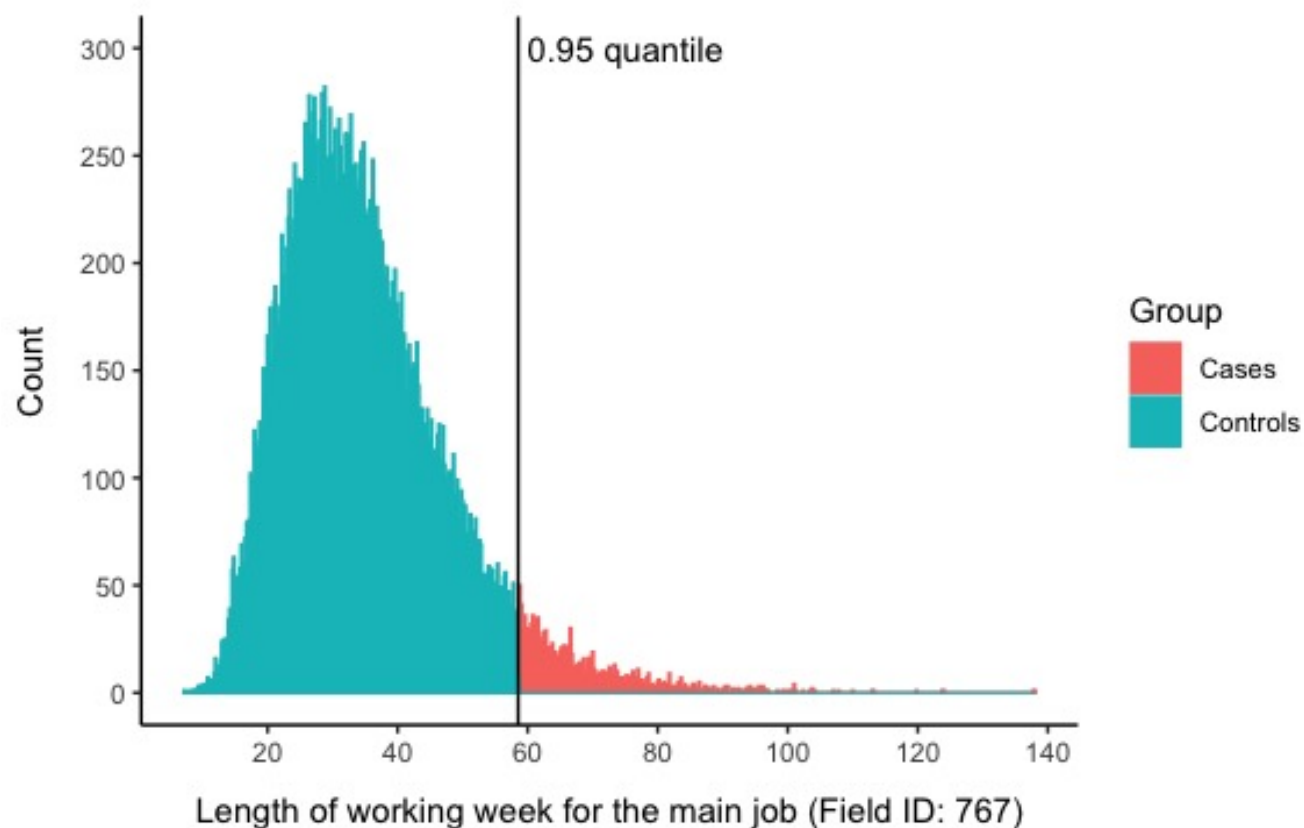 0.95 quantile
300
250
200
150
100
50
0
Count
20 40 60 80 100 120 140
Length of working week for the main job (Field ID: 767)
Group
Cases
Controls